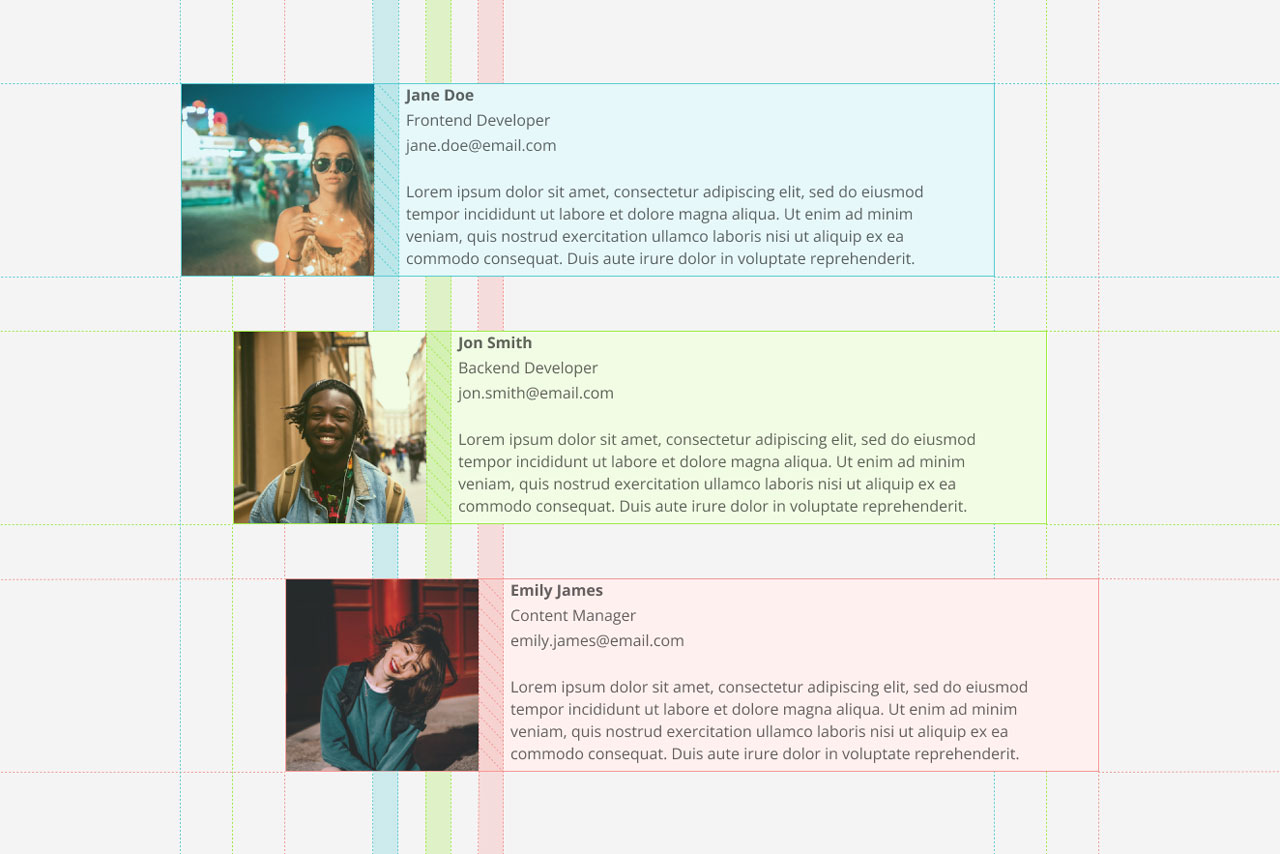 Jane Doe
Frontend Developer
jane.doe@email.com
Lorem ipsum dolor sit amet, consectetur adipiscing elit, sed do eiusmod
tempor incididunt ut labore et dolore magna aliqua. Ut enim ad minim
veniam, quis nostrud exercitation ullamco laboris nisi ut aliquip ex ea
commodo consequat. Duis aute irure dolor in voluptate reprehenderit.
Jon Smith
Backend Developer
jon.smith@email.com
Lorem ipsum dolor sit amet, consectetur adipiscing elit, sed do eiusmod
tempor incididunt ut labore et dolore magna aliqua. Ut enim ad minim
veniam, quis nostrud exercitation ullamco laboris nisi ut aliquip ex ea
commodo consequat. Duis aute irure dolor in voluptate reprehenderit.
Emily James
Content Manager
emily.james@email.com
Lorem ipsum dolor sit amet, consectetur adipiscing elit, sed do eiusmod
tempor incididunt ut labore et dolore magna aliqua. Ut enim ad minim
veniam, quis nostrud exercitation ullamco laboris nisi ut aliquip ex ea
commodo consequat. Duis aute irure dolor in voluptate reprehenderit.